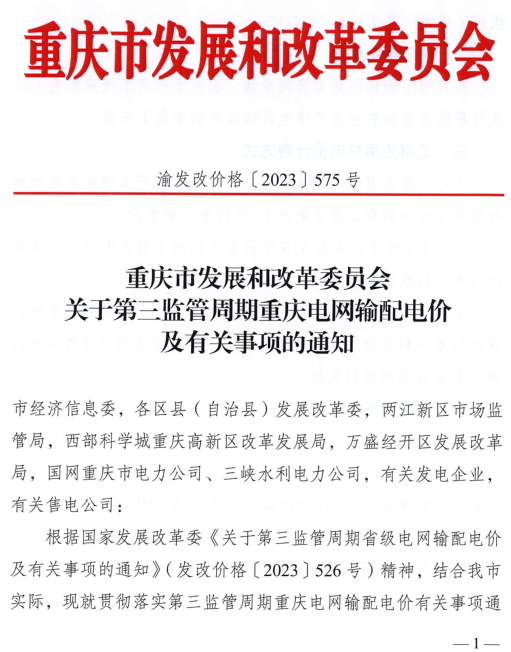 重庆市发展和改革委员会
渝发改价格〔2023〕575 号
重庆市发展和改革委员会
关于第三监管周期重庆电网输配电价
及有关事项的通知
市经济信息委，各区县（自治县）发展改革委，两江新区市场监
管局，西部科学城重庆高新区改革发展局，万盛经开区发展改革
局，国网重庆市电力公司、三峡水利电力公司，有关发电企业，
有关售电公司：
根据国家发展改革委《关于第三监管周期省级电网输配电价
及有关事项的通知》（发改价格〔2023〕526 号）精神，结合我市
实际，现就贯彻落实第三监管周期重庆电网输配电价有关事项通
—1—